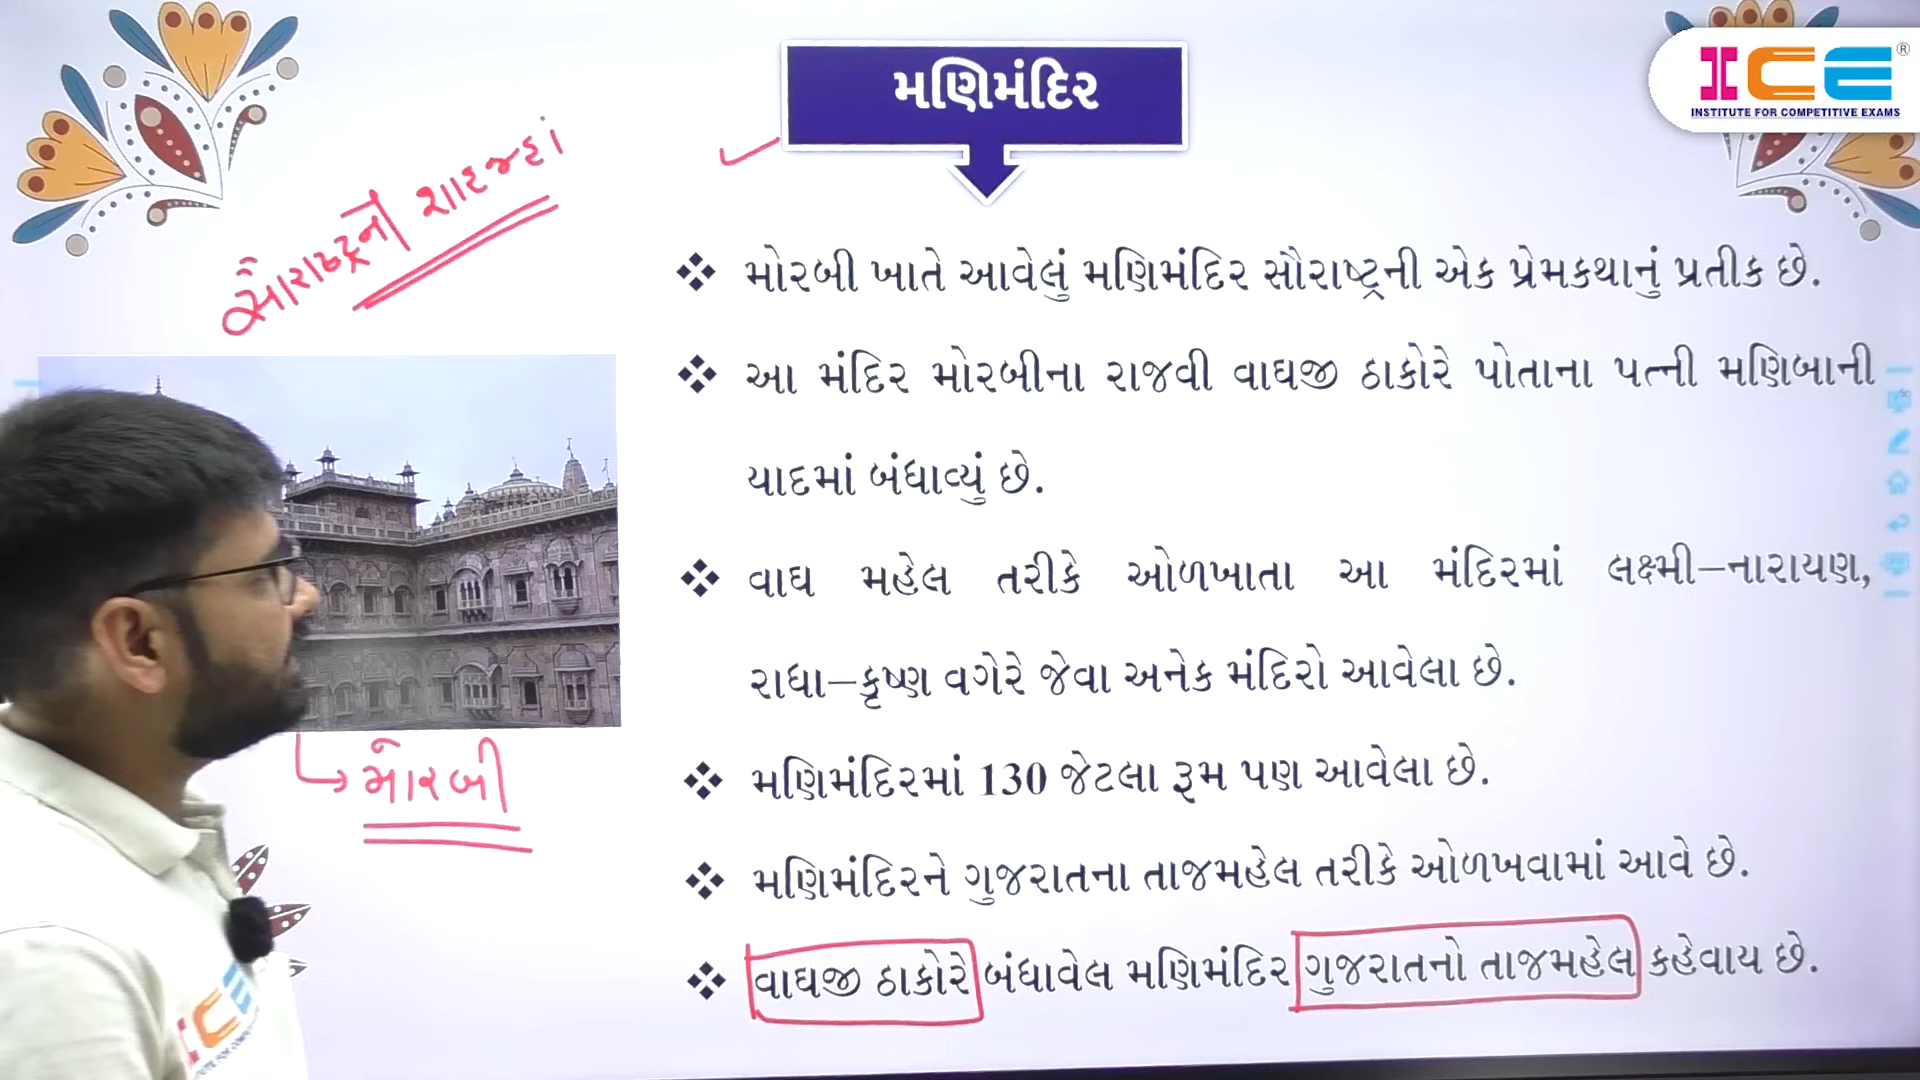 મણિમંદિર
ICE®
INSTITUTE FOR COMPETITIVE EXAMS
સૌરાષ્ટ્રનો શાહજહાં
❖ મોરબી ખાતે આવેલું મણિમંદિર સૌરાષ્ટ્રની એક પ્રેમકથાનું પ્રતીક છે.
❖ આ મંદિર મોરબીના રાજવી વાઘજી ઠાકોરે પોતાના પત્ની મણિબાની
યાદમાં બંધાવ્યું છે.
❖ વાઘ મહેલ તરીકે ઓળખાતા આ મંદિરમાં લક્ષ્મી–નારાયણ,
રાધા–કૃષ્ણ વગેરે જેવા અનેક મંદિરો આવેલા છે.
મોરબી
❖ મણિમંદિરમાં 130 જેટલા રૂમ પણ આવેલા છે.
❖ મણિમંદિરને ગુજરાતના તાજમહેલ તરીકે ઓળખવામાં આવે છે.
❖ વાઘજી ઠાકોરે બંધાવેલ મણિમંદિર ગુજરાતનો તાજમહેલ કહેવાય છે.
ICE